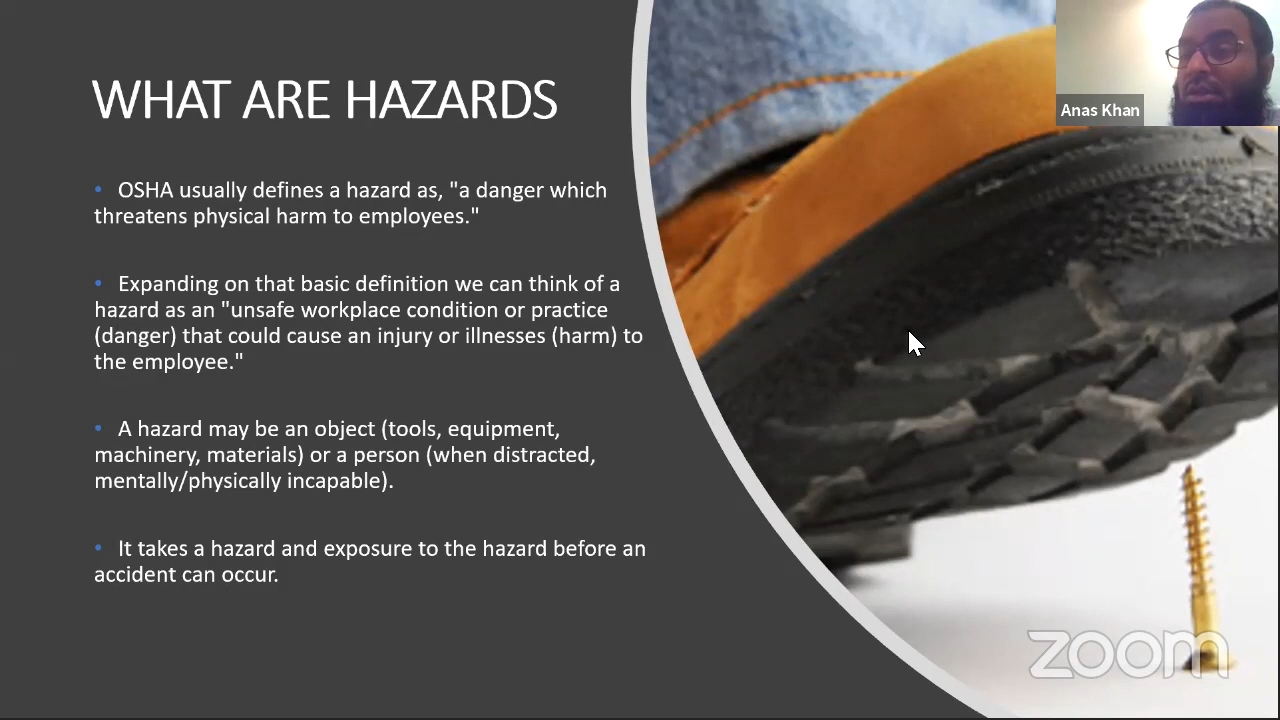 WHAT ARE HAZARDS
• OSHA usually defines a hazard as, "a danger which
threatens physical harm to employees."
• Expanding on that basic definition we can think of a
hazard as an "unsafe workplace condition or practice
(danger) that could cause an injury or illnesses (harm) to
the employee."
• A hazard may be an object (tools, equipment,
machinery, materials) or a person (when distracted,
mentally/physically incapable).
• It takes a hazard and exposure to the hazard before an
accident can occur.
Anas Khan
zoom